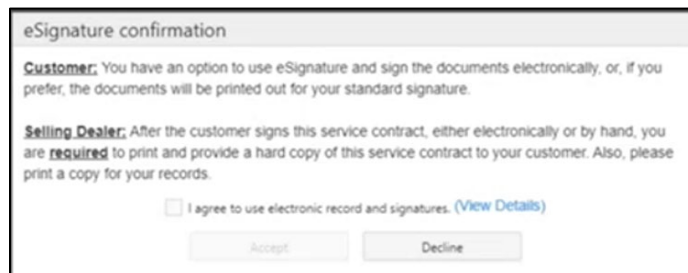 eSignature confirmation
Customer: You have an option to use eSignature and sign the documents electronically, or, if you
prefer, the documents will be printed out for your standard signature.
Selling Dealer: After the customer signs this service contract, either electronically or by hand, you
are required to print and provide a hard copy of this service contract to your customer. Also, please
print a copy for your records.
I agree to use electronic record and signatures. (View Details)
Accept Decline